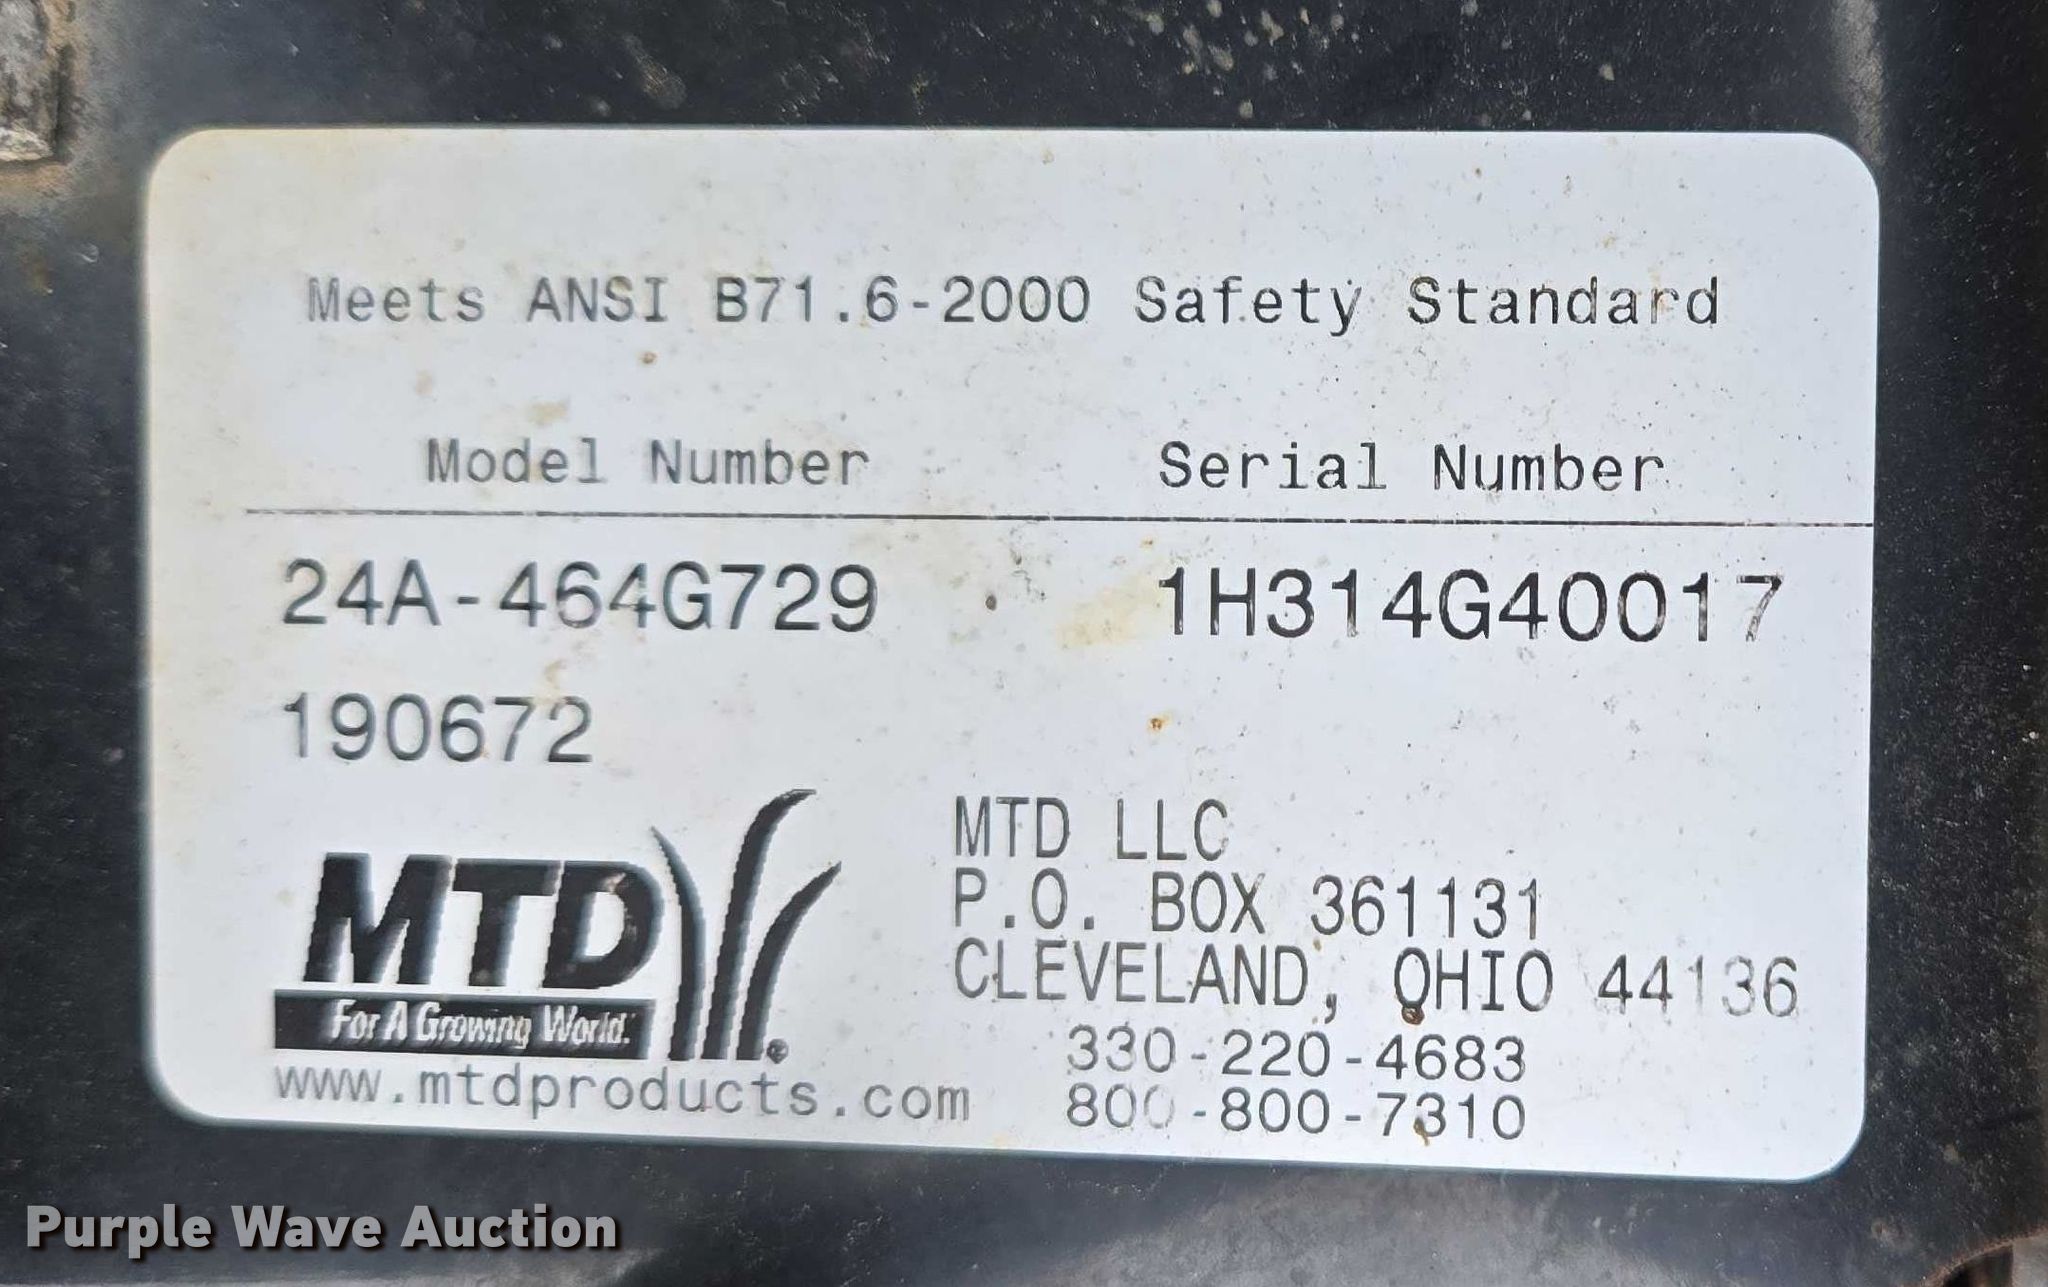 Meets ANSI B71.6-2000 Safety Standard
Model Number Serial Number
24A-464G729 1H314G40017
190672
MTD
For A Growing World.
www.mtdproducts.com
MTD LLC
P.O. BOX 361131
CLEVELAND, OHIO 44136
330-220-4683
800-800-7310
Purple Wave Auction